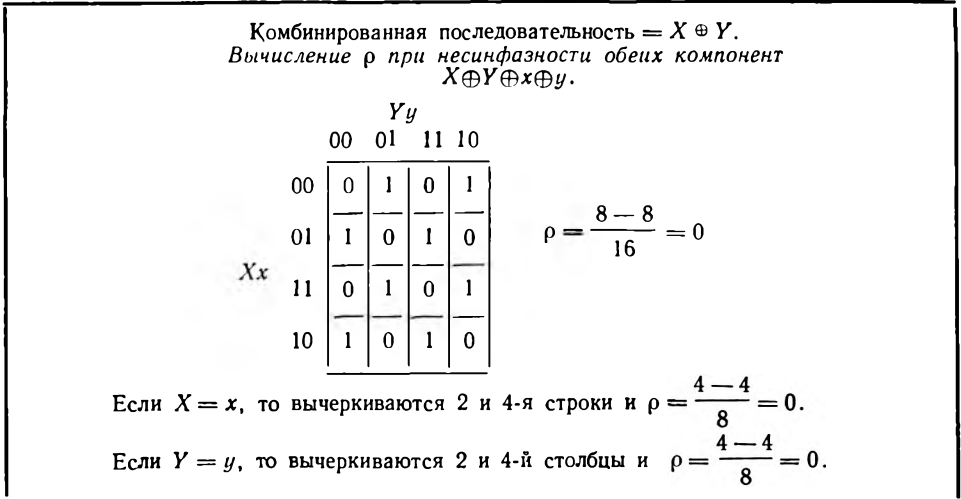 Комбинированная последовательность = X ⊕ Y.
Вычисление ρ при несинфазности обеих компонент
X⊕Y⊕x⊕y.
Yy
00 01 11 10
00 0 1 0 1
01 1 0 1 0
Xx
11 0 1 0 1
10 1 0 1 0
ρ = (8 — 8)/16 = 0
Если X = x, то вычеркиваются 2 и 4-я строки и ρ = (4 — 4)/8 = 0.
Если Y = y, то вычеркиваются 2 и 4-й столбцы и ρ = (4 — 4)/8 = 0.